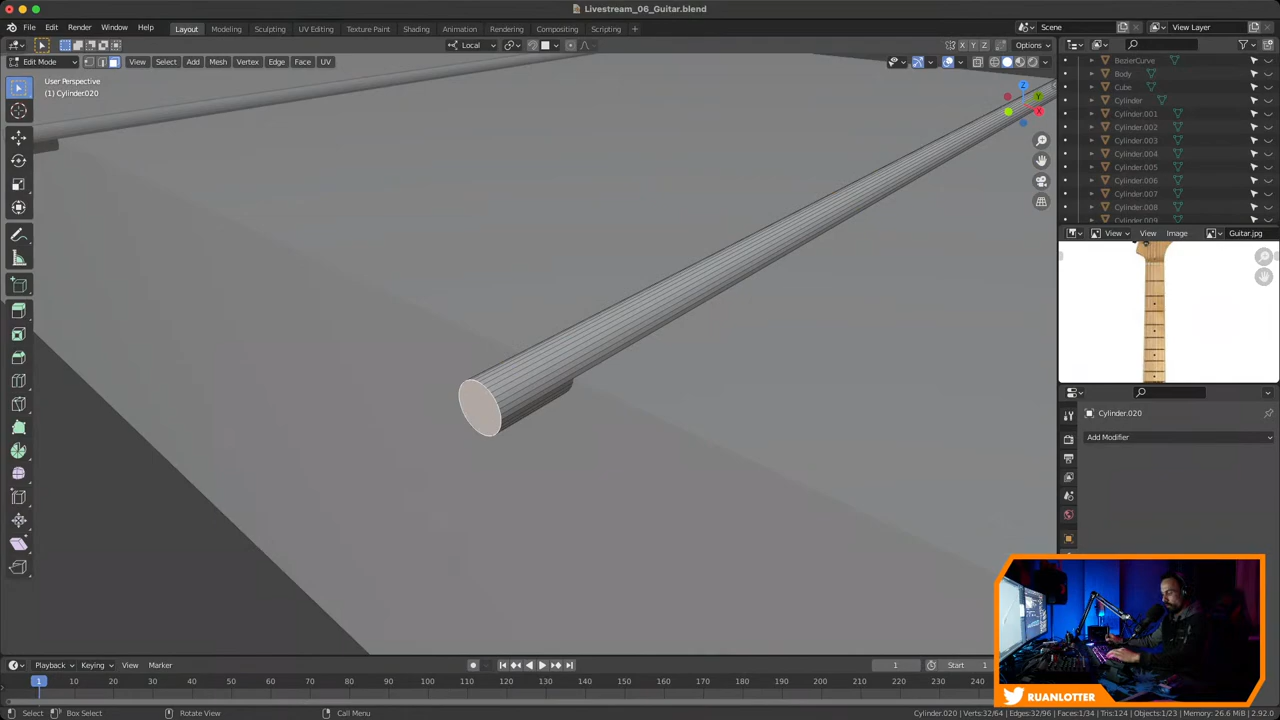 Livestream_06_Guitar.blend
File Edit Render Window Help Layout Modeling Sculpting UV Editing Texture Paint Shading Animation Rendering Compositing Scripting + Scene View Layer
Local Options
Edit Mode View Select Add Mesh Vertex Edge Face UV
User Perspective
(1) Cylinder020
Z
Y
X
BezierCurve
Body
Cube
Cylinder
Cylinder.001
Cylinder.002
Cylinder.003
Cylinder.004
Cylinder.005
Cylinder.006
Cylinder.007
Cylinder.008
Cylinder.009
View View Image Guitar.jpg
Cylinder.020
Add Modifier
Playback Keying View Marker 1 Start 1
1 10 20 30 40 50 60 70 80 90 100 110 120 130 140 150 160 170 180 190 200 210 220 230 240
RUANLOTTER
Select Box Select Rotate View Call Menu Cylinder.020 | Verts:32/64 | Edges:32/96 | Faces:1/34 | Tris:124 | Objects:1/23 | Memory: 26.6 MiB | 2.92.0